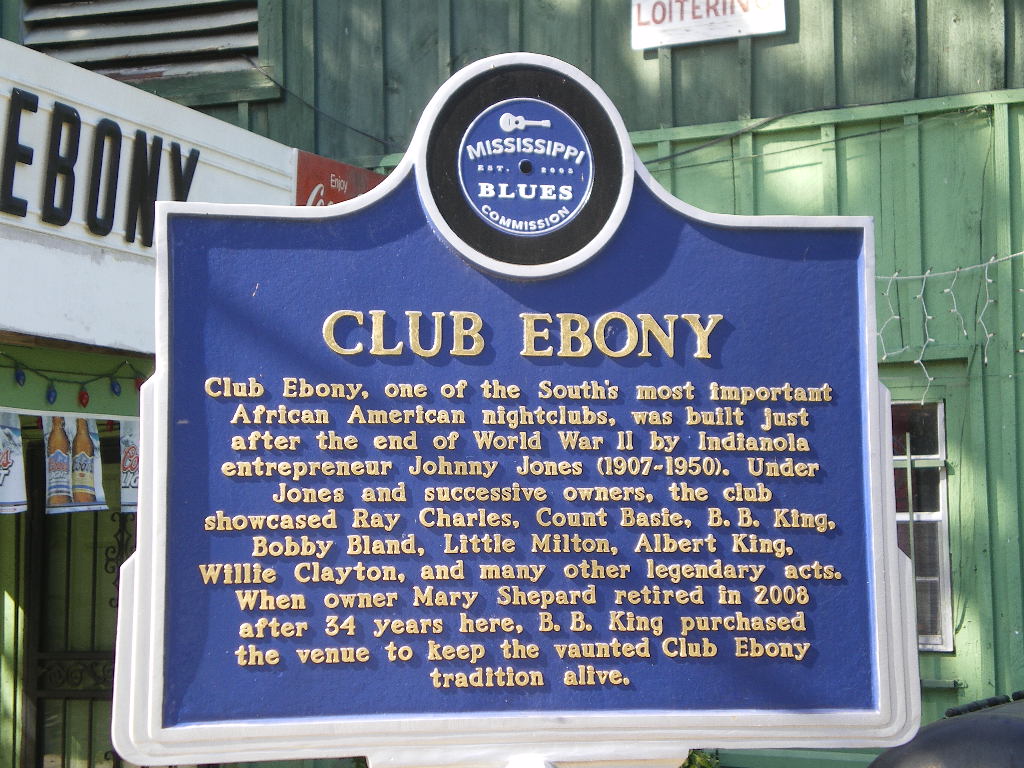 LOITERING
EBONY
Enjoy
MISSISSIPPI
EST. 2003
BLUES
COMMISSION
CLUB EBONY
Club Ebony, one of the South's most important
African American nightclubs, was built just
after the end of World War II by Indianola
entrepreneur Johnny Jones (1907-1950). Under
Jones and successive owners, the club
showcased Ray Charles, Count Basie, B. B. King,
Bobby Bland, Little Milton, Albert King,
Willie Clayton, and many other legendary acts.
When owner Mary Shepard retired in 2008
after 34 years here, B. B. King purchased
the venue to keep the vaunted Club Ebony
tradition alive.